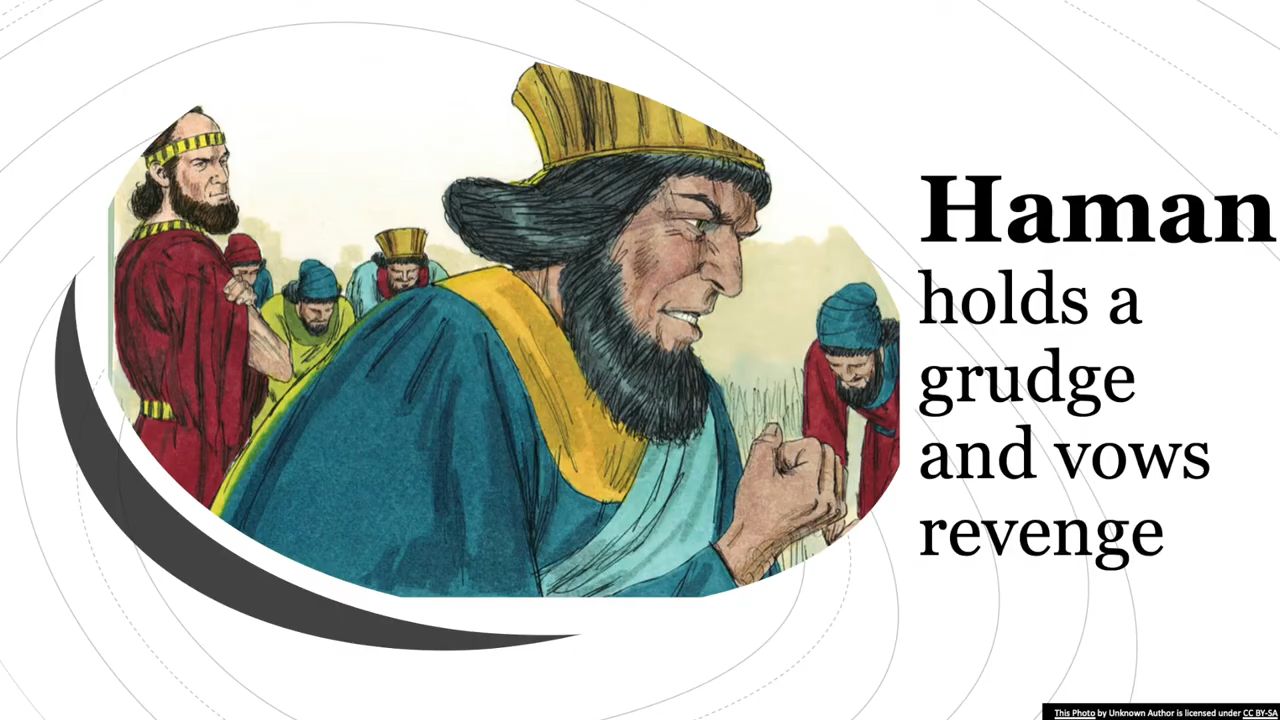 Haman
holds a
grudge
and vows
revenge
This Photo by Unknown Author is licensed under CC BY-SA